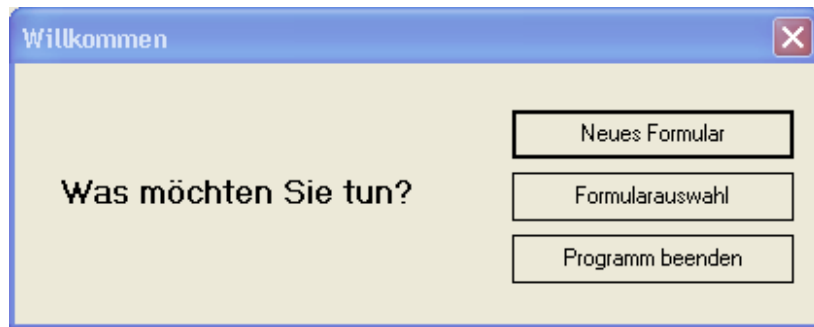 Willkommen
Was möchten Sie tun?
Neues Formular
Formularauswahl
Programm beenden